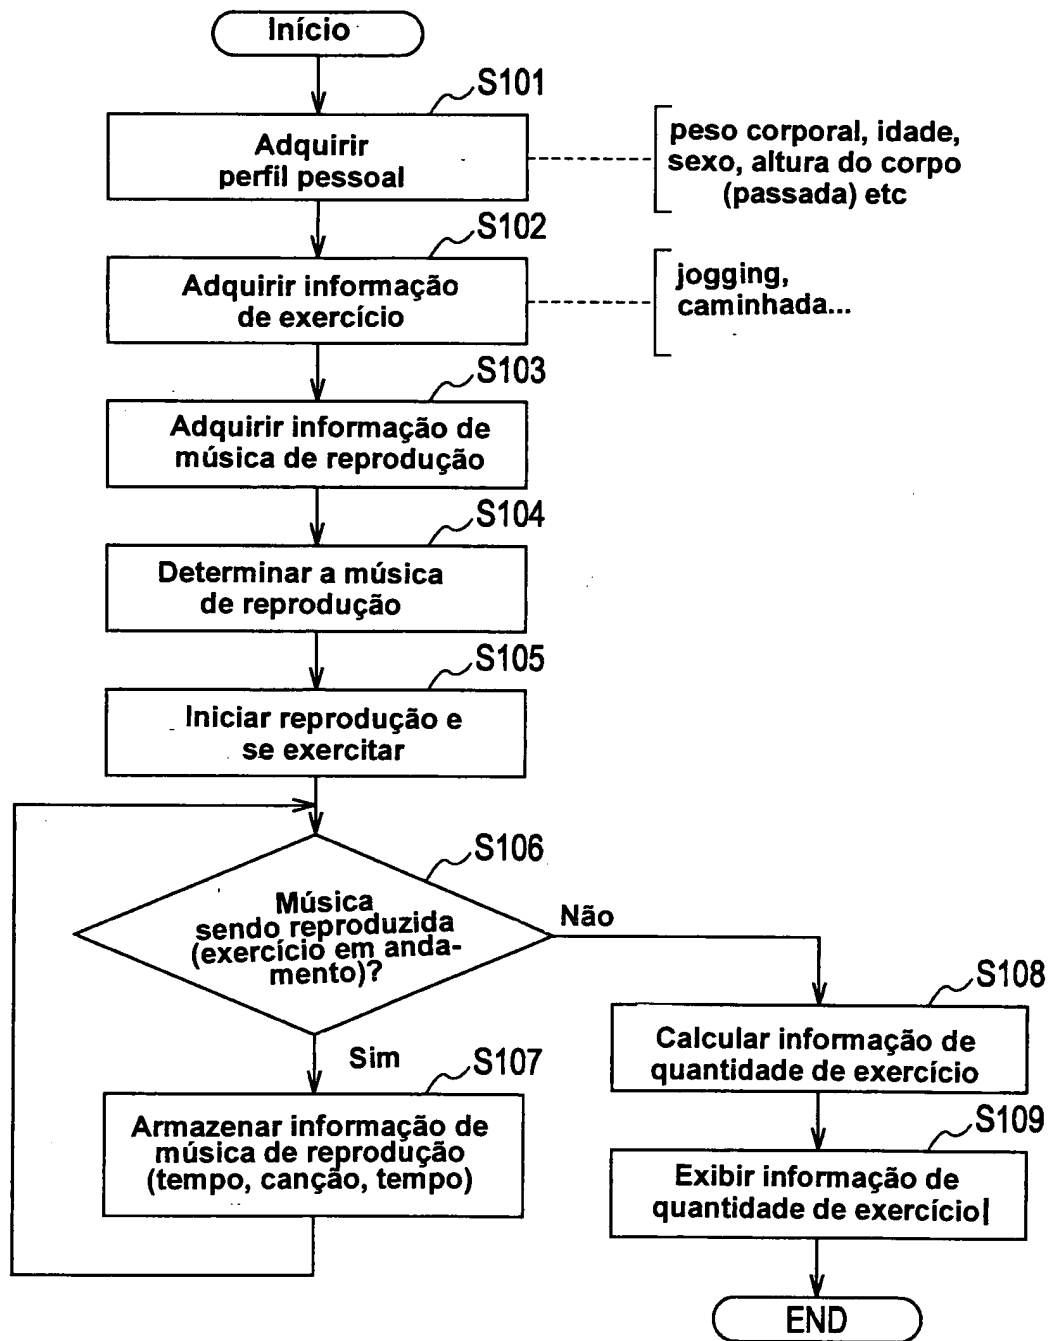 Início
S101
Adquirir
perfil pessoal
peso corporal, idade,
sexo, altura do corpo
(passada) etc
S102
Adquirir informação
de exercício
jogging,
caminhada...
S103
Adquirir informação de
música de reprodução
S104
Determinar a música
de reprodução
S105
Iniciar reprodução e
se exercitar
S106
Música
sendo reproduzida
(exercício em anda-
mento)?
Não
Sim
S107
Armazenar informação de
música de reprodução
(tempo, canção, tempo)
S108
Calcular informação de
quantidade de exercício
S109
Exibir informação de
quantidade de exercício
END